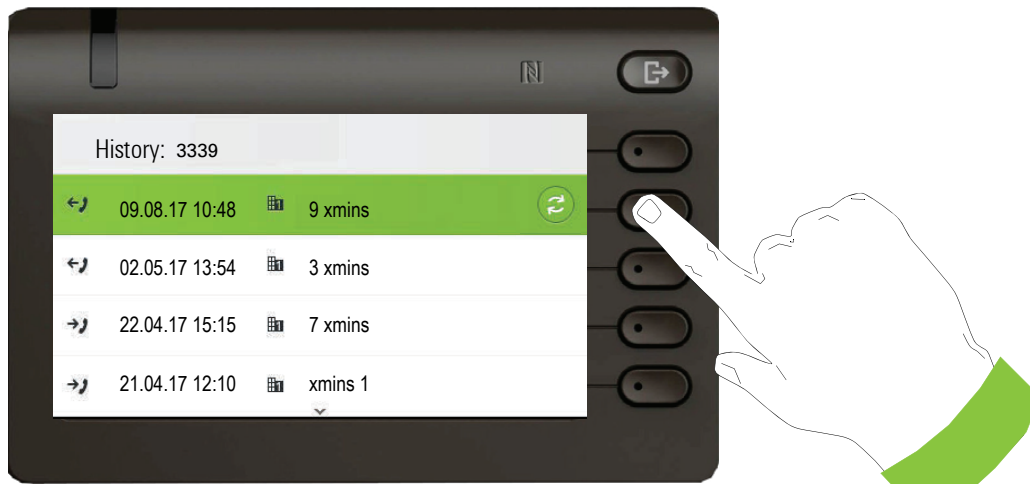 History: 3339
09.08.17 10:48 9 xmins
02.05.17 13:54 3 xmins
22.04.17 15:15 7 xmins
21.04.17 12:10 xmins 1